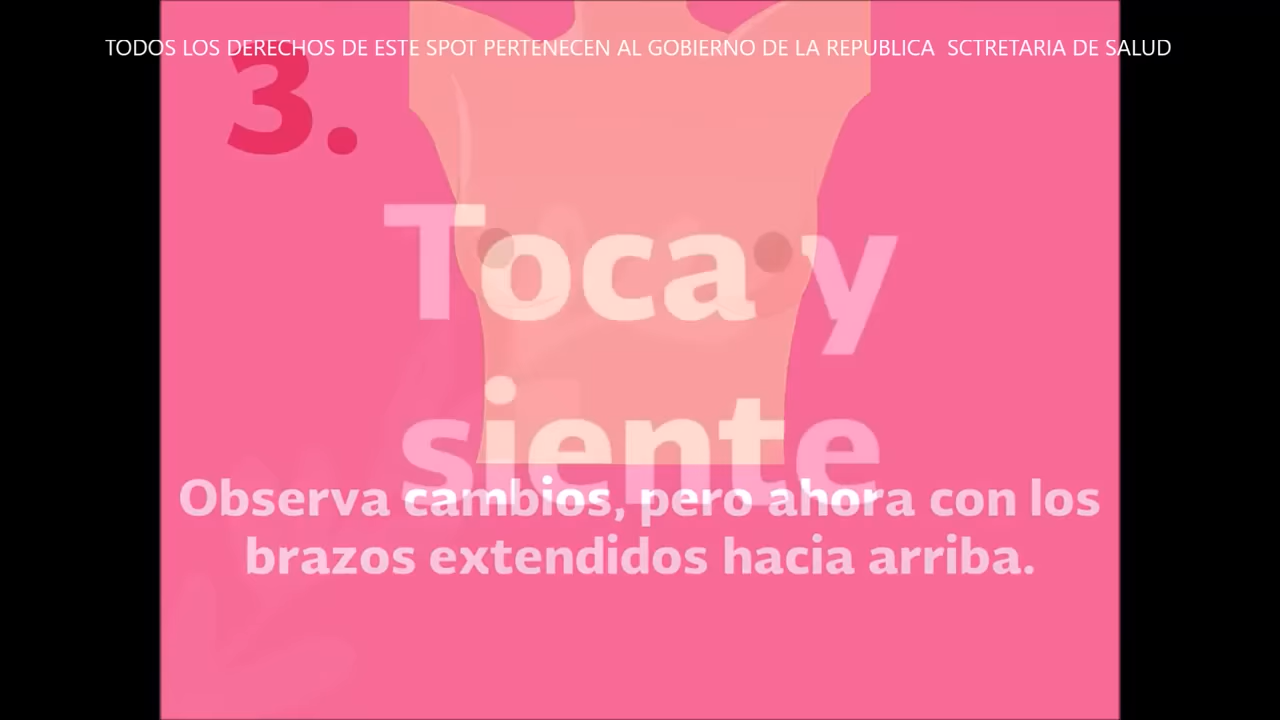 TODOS LOS DERECHOS DE ESTE SPOT PERTENECEN AL GOBIERNO DE LA REPUBLICA SCTRETARIA DE SALUD
3.
Toca y
siente
Observa cambios, pero ahora con los
brazos extendidos hacia arriba.